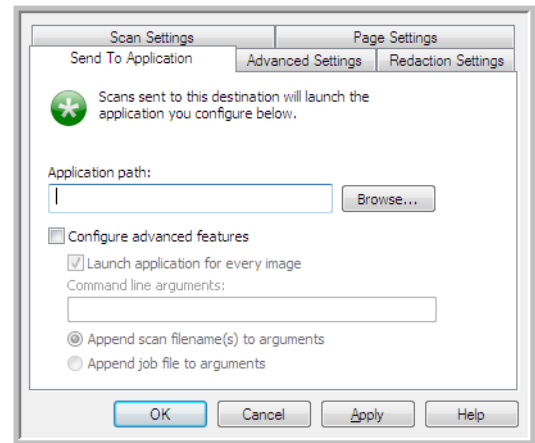 Scan Settings
Page Settings
Send To Application
Advanced Settings
Redaction Settings
Scans sent to this destination will launch the
application you configure below.
Application path:
Browse...
Configure advanced features
Launch application for every image
Command line arguments:
Append scan filename(s) to arguments
Append job file to arguments
OK
Cancel
Apply
Help